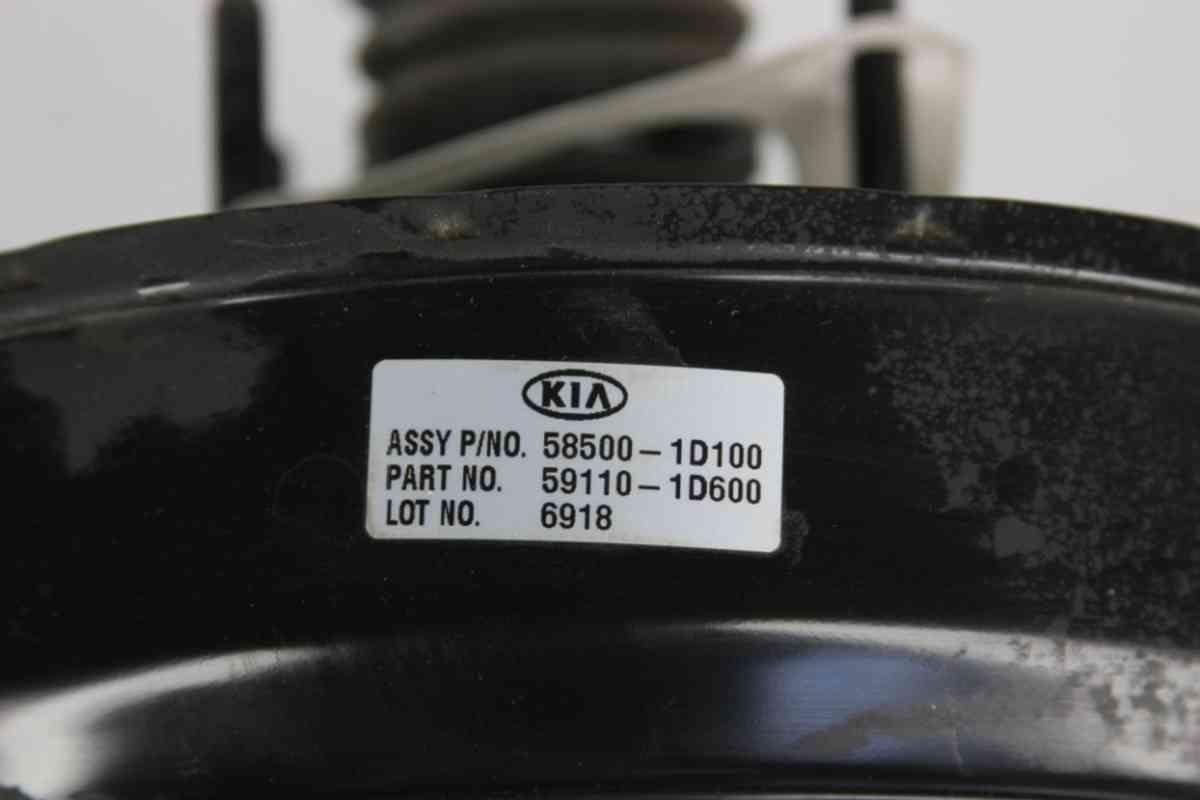 KIA
ASSY P/NO. 58500-1D100
PART NO. 59110-1D600
LOT NO. 6918